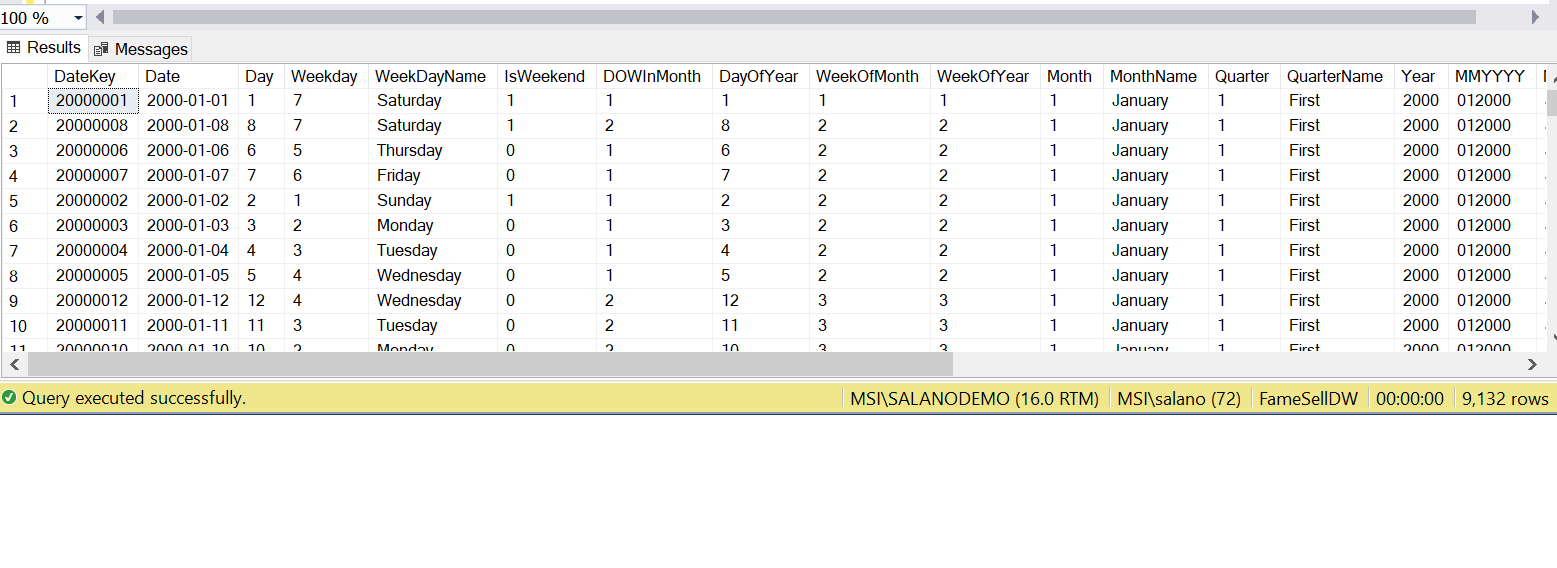 100 %
Results Messages
DateKey Date Day Weekday WeekDayName IsWeekend DOWInMonth DayOfYear WeekOfMonth WeekOfYear Month MonthName Quarter QuarterName Year MMYYYY
1 20000001 2000-01-01 1 7 Saturday 1 1 1 1 1 1 January 1 First 2000 012000
2 20000008 2000-01-08 8 7 Saturday 1 2 8 2 2 1 January 1 First 2000 012000
3 20000006 2000-01-06 6 5 Thursday 0 1 6 2 2 1 January 1 First 2000 012000
4 20000007 2000-01-07 7 6 Friday 0 1 7 2 2 1 January 1 First 2000 012000
5 20000002 2000-01-02 2 1 Sunday 1 1 2 2 2 1 January 1 First 2000 012000
6 20000003 2000-01-03 3 2 Monday 0 1 3 2 2 1 January 1 First 2000 012000
7 20000004 2000-01-04 4 3 Tuesday 0 1 4 2 2 1 January 1 First 2000 012000
8 20000005 2000-01-05 5 4 Wednesday 0 1 5 2 2 1 January 1 First 2000 012000
9 20000012 2000-01-12 12 4 Wednesday 0 2 12 3 3 1 January 1 First 2000 012000
10 20000011 2000-01-11 11 3 Tuesday 0 2 11 3 3 1 January 1 First 2000 012000
11 20000010 2000-01-10 10 2 Monday 0 2 10 3 3 1 January 1 First 2000 012000
Query executed successfully. MSI\SALANODEMO (16.0 RTM) MSI\salano (72) FameSellDW 00:00:00 9,132 rows